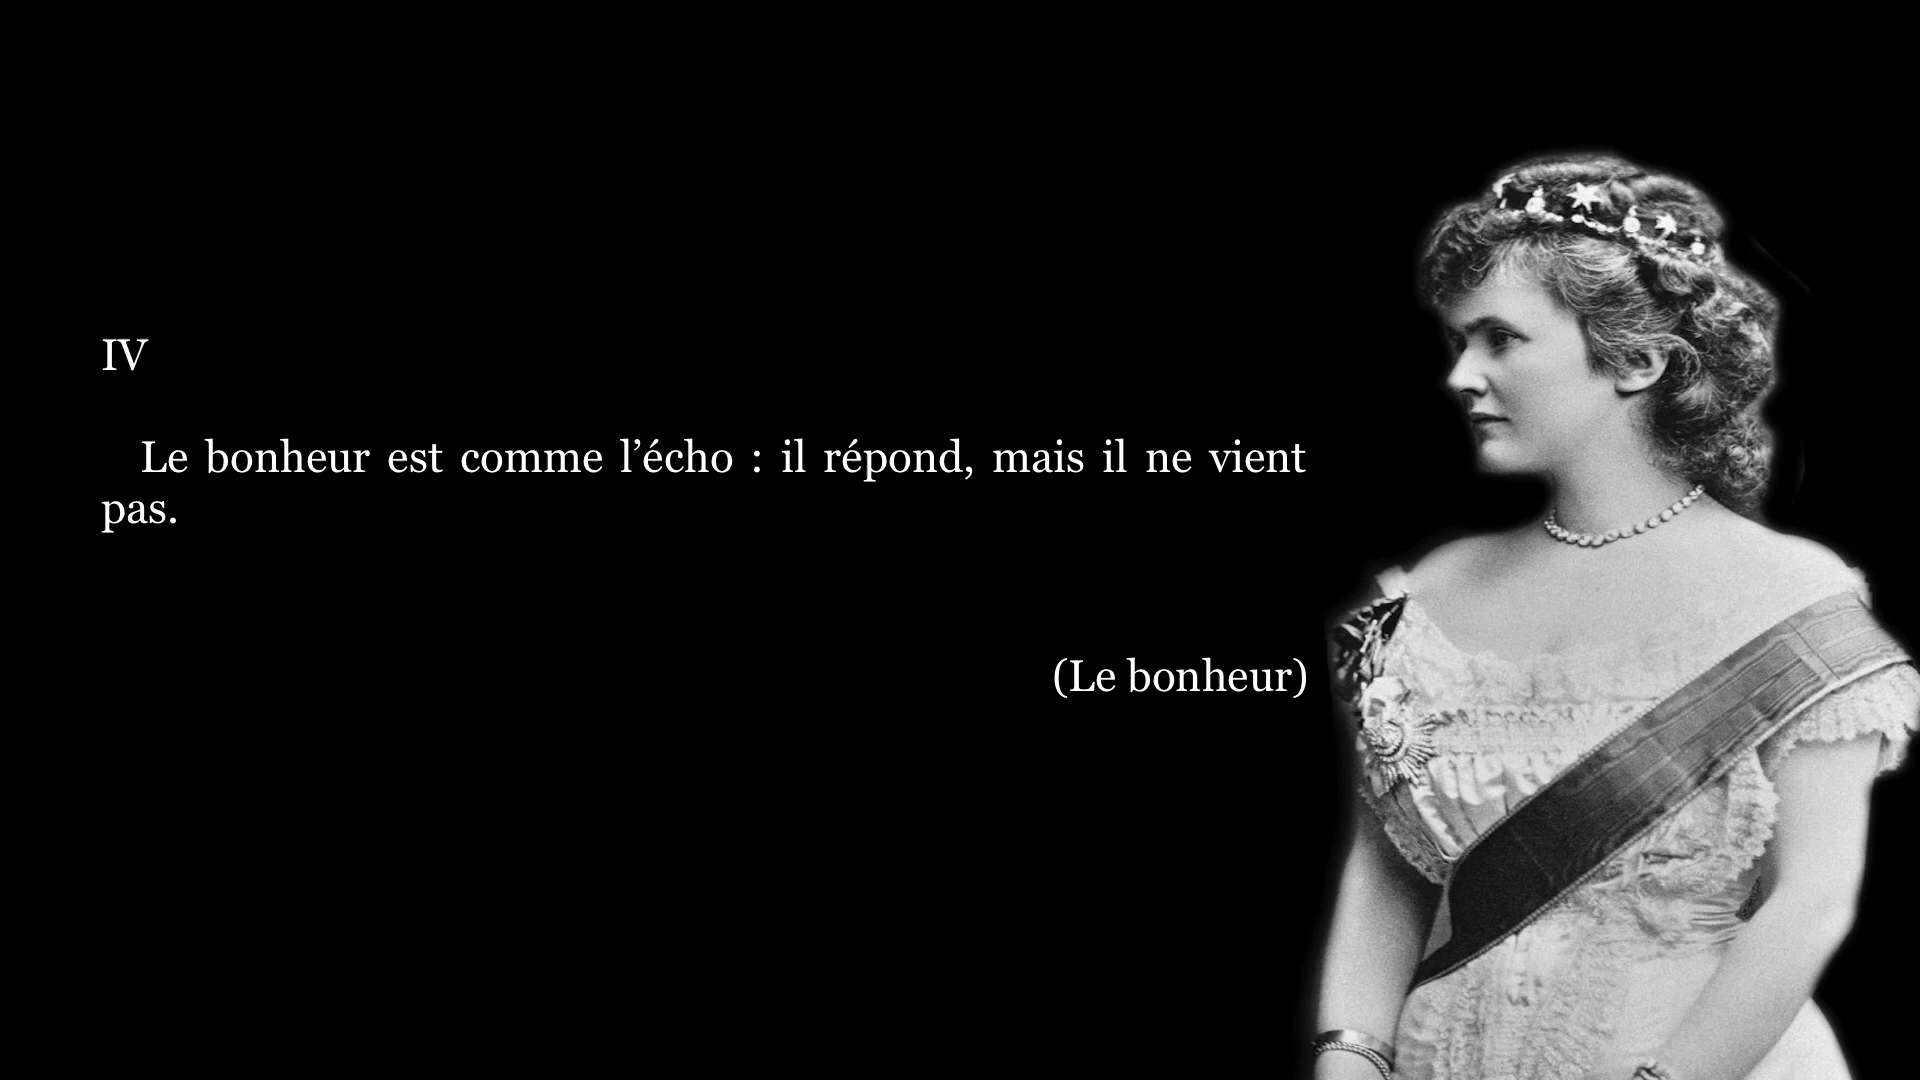 IV
Le bonheur est comme l’écho : il répond, mais il ne vient
pas.
(Le bonheur)